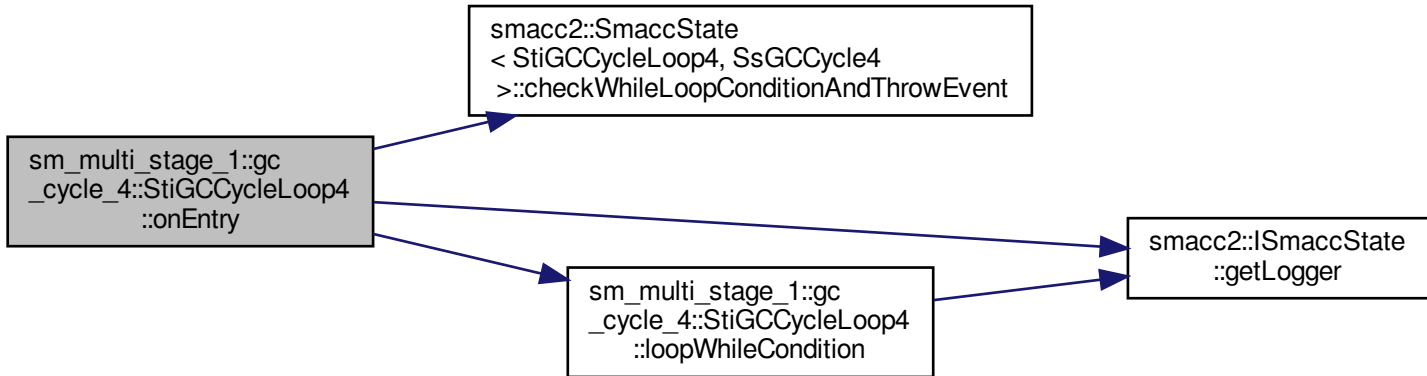 smacc2::SmaccState
< StiGCCycleLoop4, SsGCCycle4
>::checkWhileLoopConditionAndThrowEvent
sm_multi_stage_1::gc
_cycle_4::StiGCCycleLoop4
::onEntry
smacc2::ISmaccState
::getLogger
sm_multi_stage_1::gc
_cycle_4::StiGCCycleLoop4
::loopWhileCondition